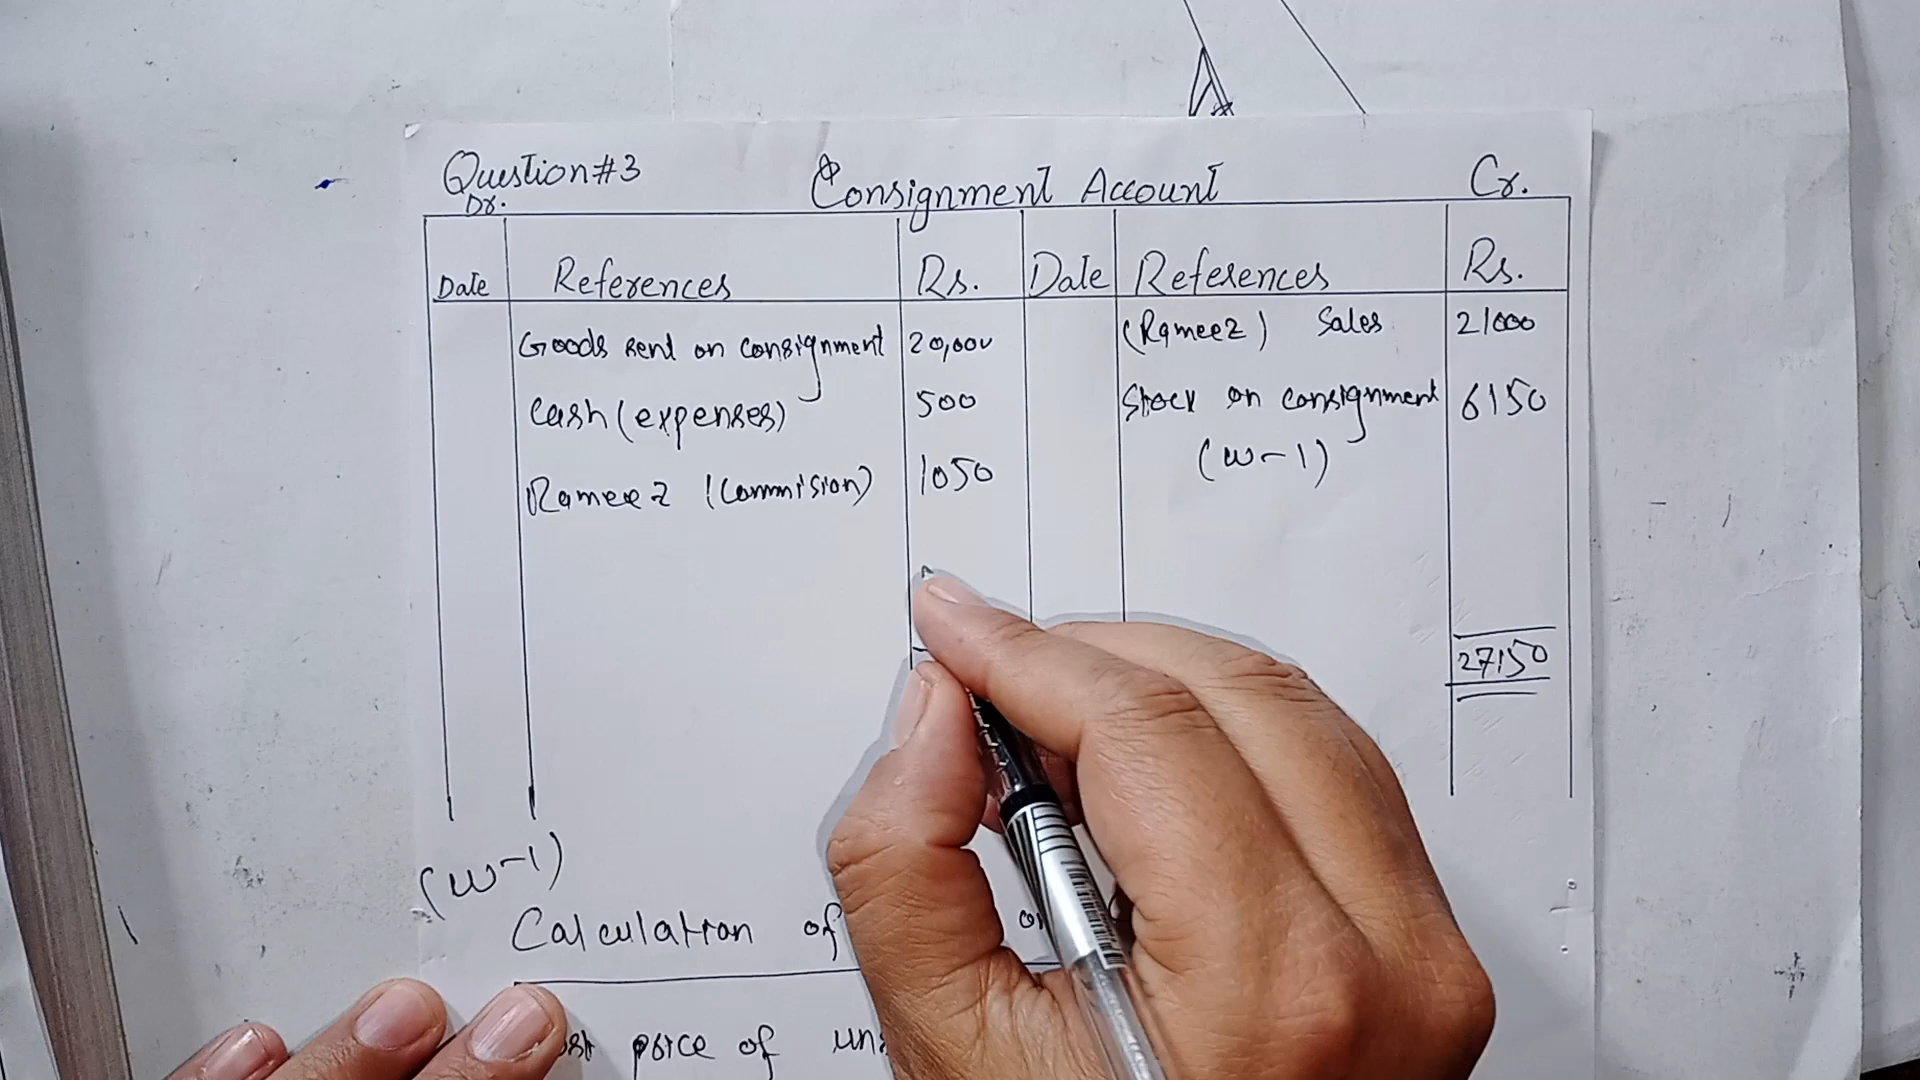 Question#3
Dr. Consignment Account Cr.
Date References Rs. Date References Rs.
Goods sent on consignment 20,000 (Rameez) Sales 21000
Cash (expenses) 500 Stock on consignment 6150
(w-1)
Rameez (Commision) 1050
27150
(w-1)
Calculation of
price of